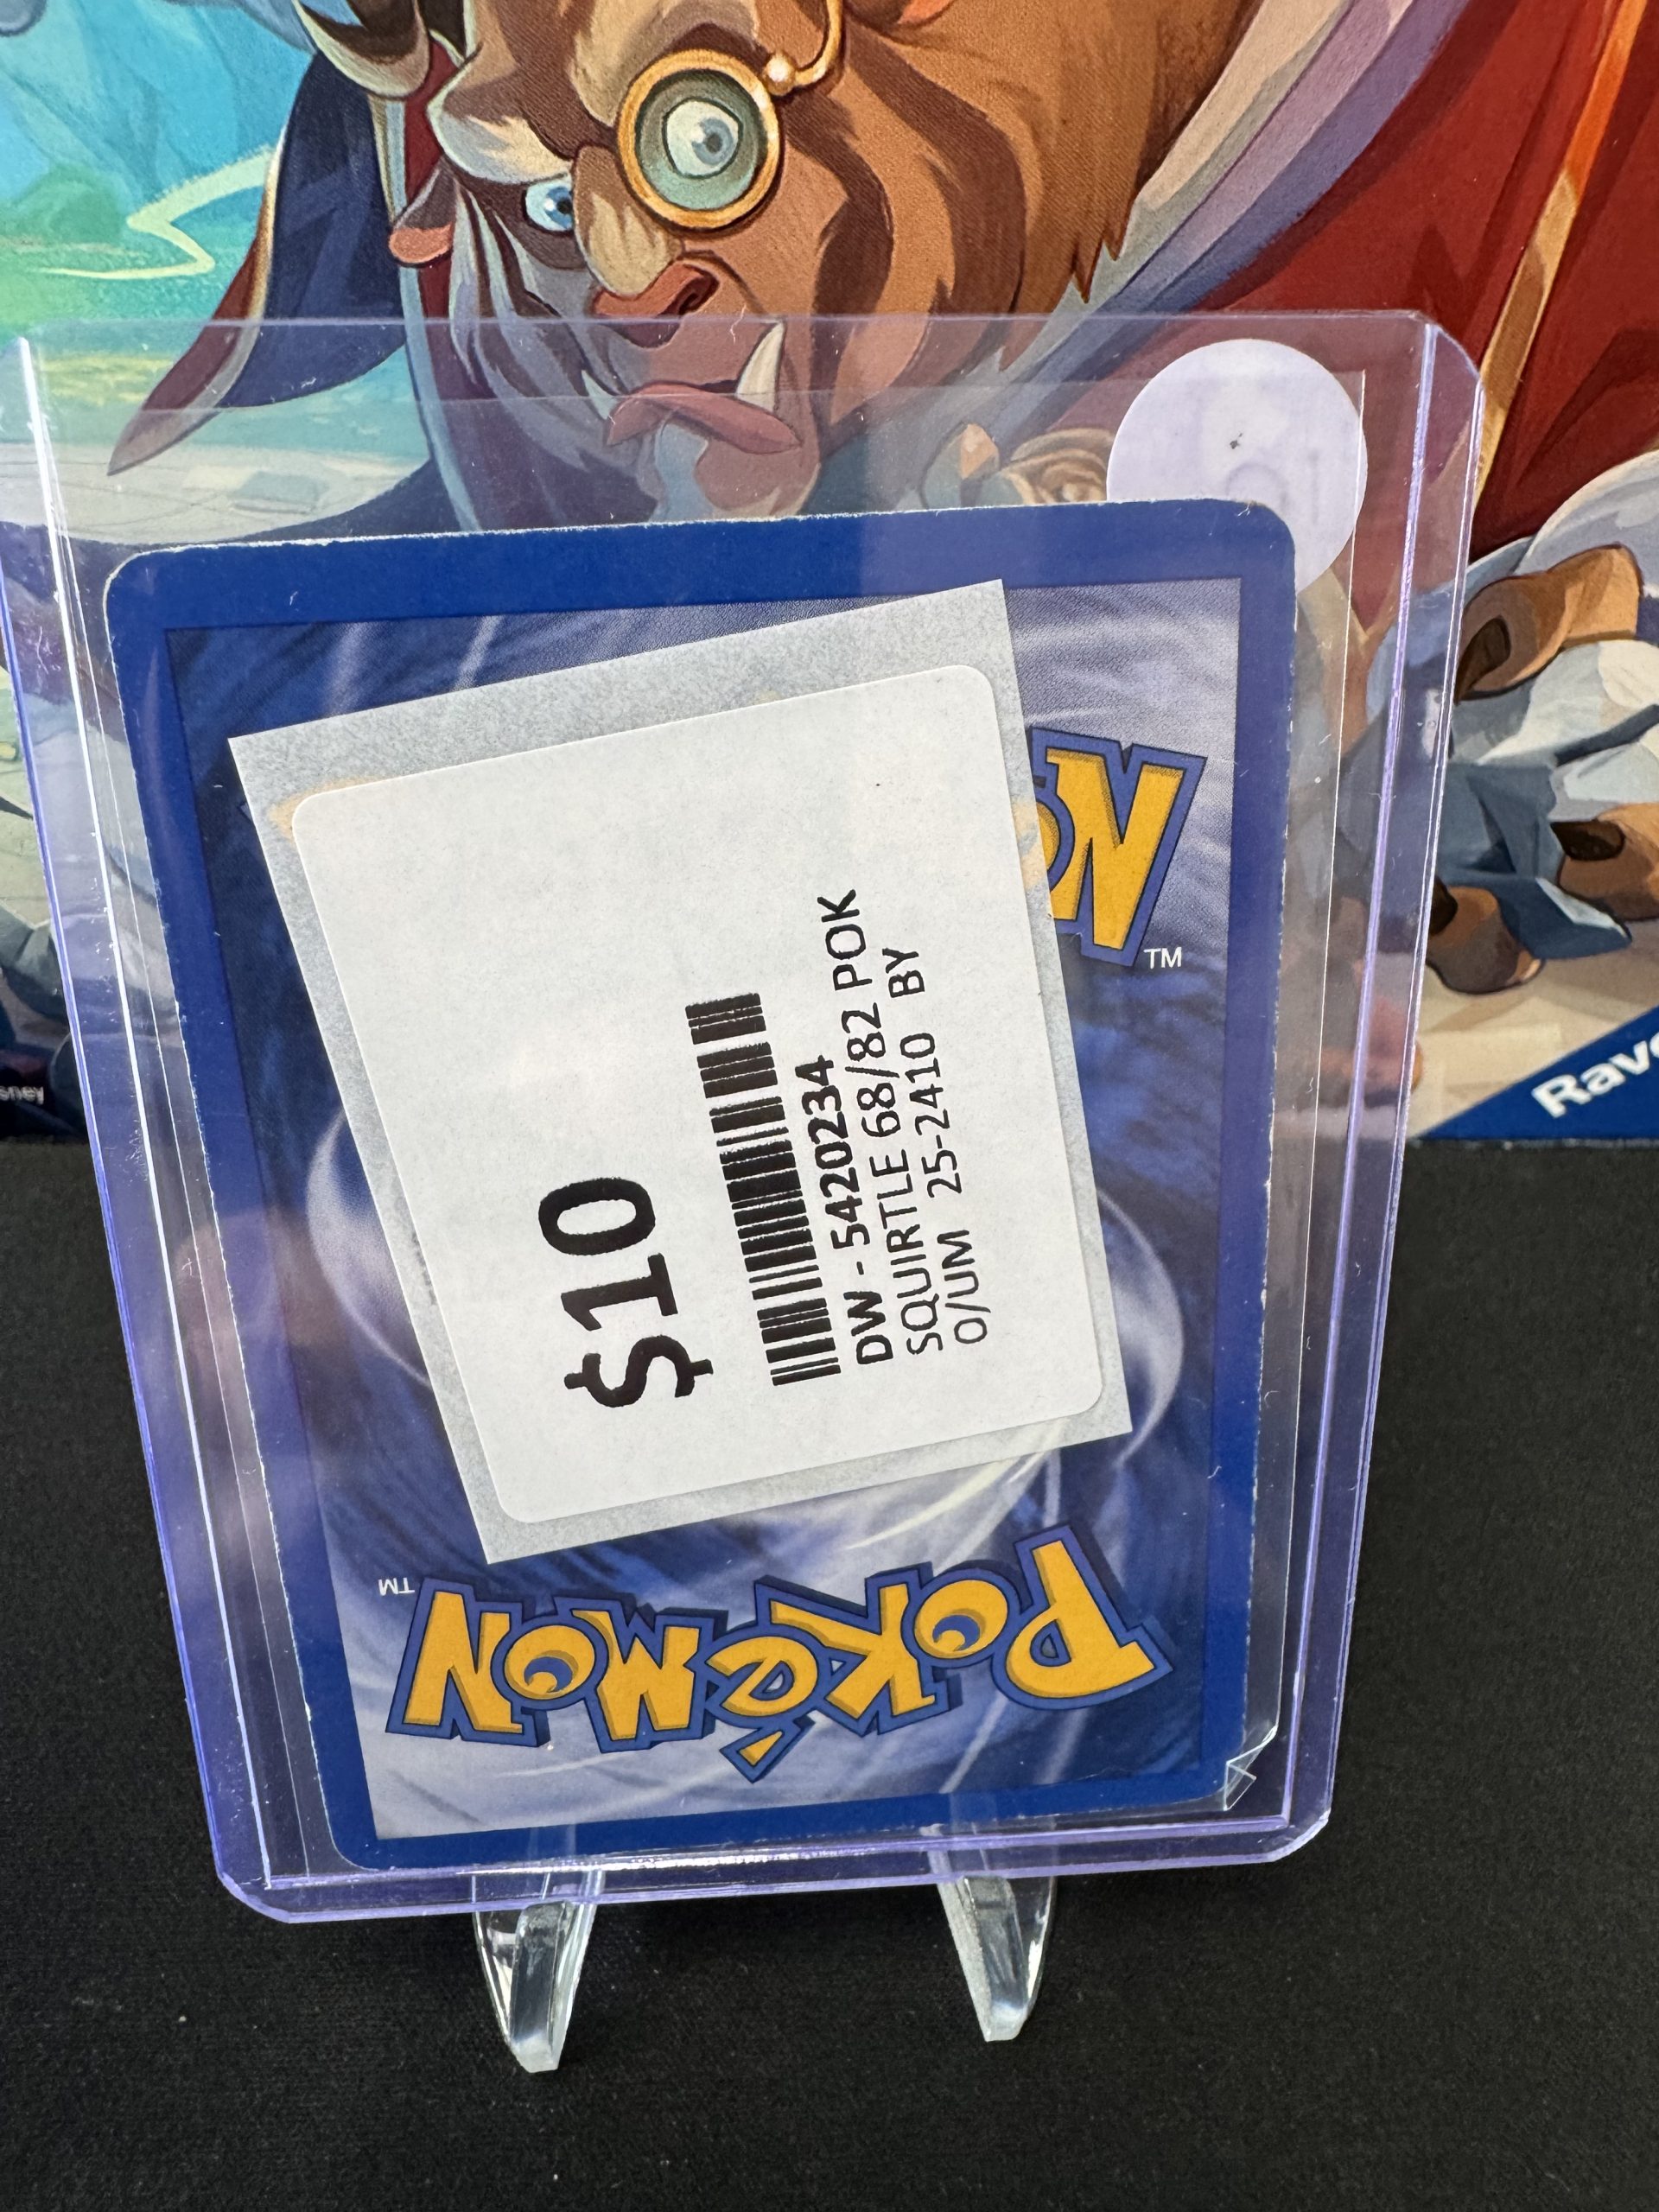 $10
DW - 5420234
SQUIRTLE 68/82 POK
O/UM 25-2410 BY
ON
TM
POKéMON
TM
sney
Rave